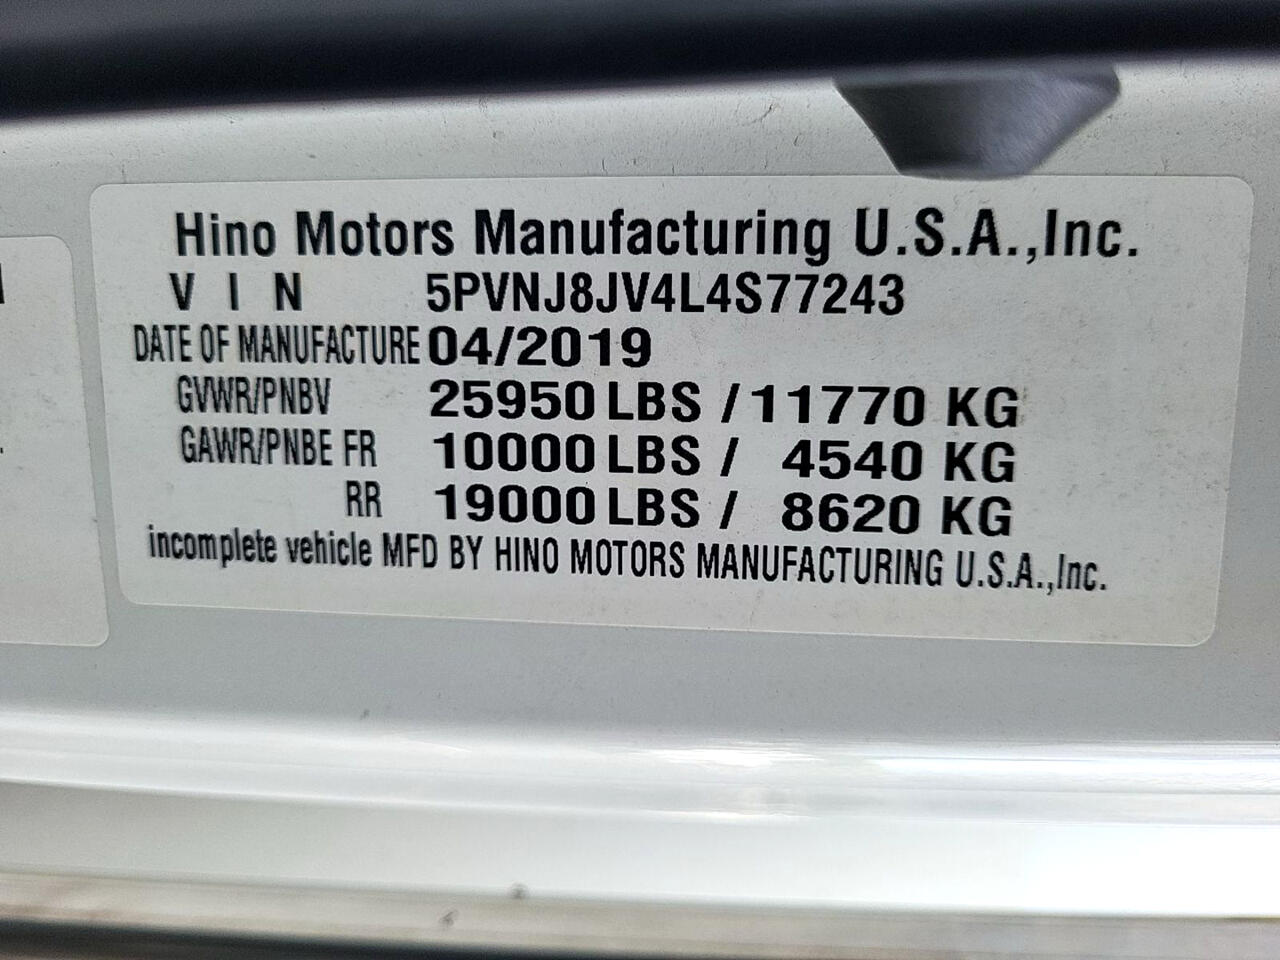 Hino Motors Manufacturing U.S.A.,Inc.
V I N 5PVNJ8JV4L4S77243
DATE OF MANUFACTURE 04/2019
GVWR/PNBV 25950 LBS / 11770 KG
GAWR/PNBE FR 10000 LBS / 4540 KG
RR 19000 LBS / 8620 KG
incomplete vehicle MFD BY HINO MOTORS MANUFACTURING U.S.A.,Inc.